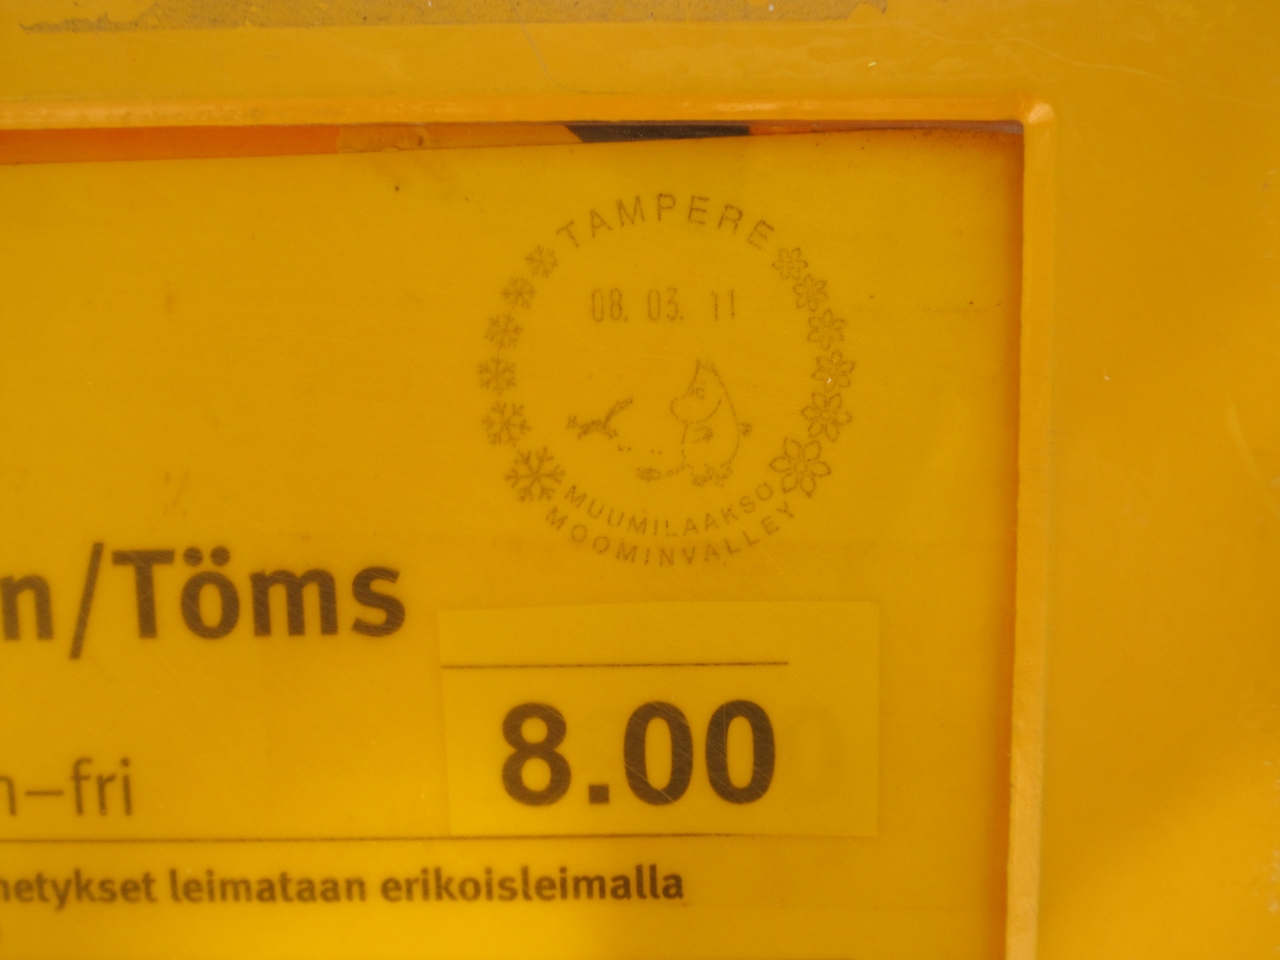 TAMPERE
08. 03. 11
MUUMILAAKSO
MOOMINVALLEY
n/Töms
8.00
n–fri
hetykset leimataan erikoisleimalla